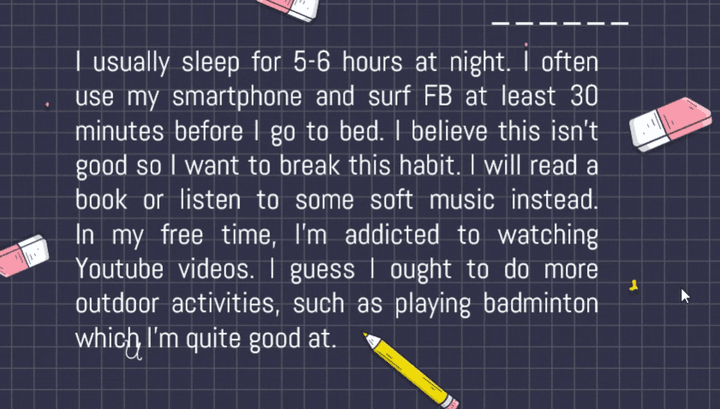 I usually sleep for 5-6 hours at night. I often
use my smartphone and surf FB at least 30
minutes before I go to bed. I believe this isn't
good so I want to break this habit. I will read a
book or listen to some soft music instead.
In my free time, I'm addicted to watching
Youtube videos. I guess I ought to do more
outdoor activities, such as playing badminton
which I'm quite good at.